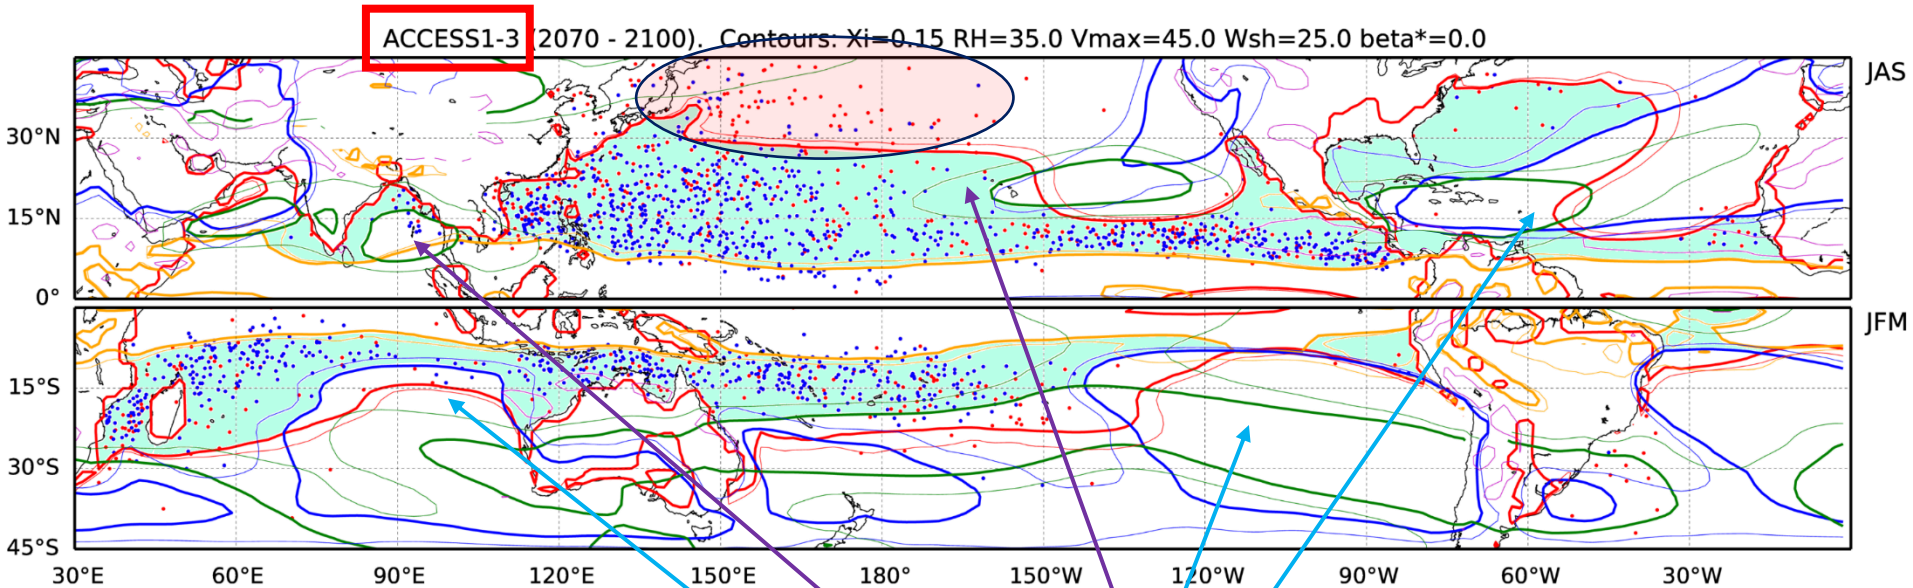 ACCESS1-3 (2070 - 2100). Contours: Xi=0.15 RH=35.0 Vmax=45.0 Wsh=25.0 beta*=0.0
JAS
30°N
15°N
0°
JFM
15°S
30°S
45°S
30°E 60°E 90°E 120°E 150°E 180° 150°W 120°W 90°W 60°W 30°W